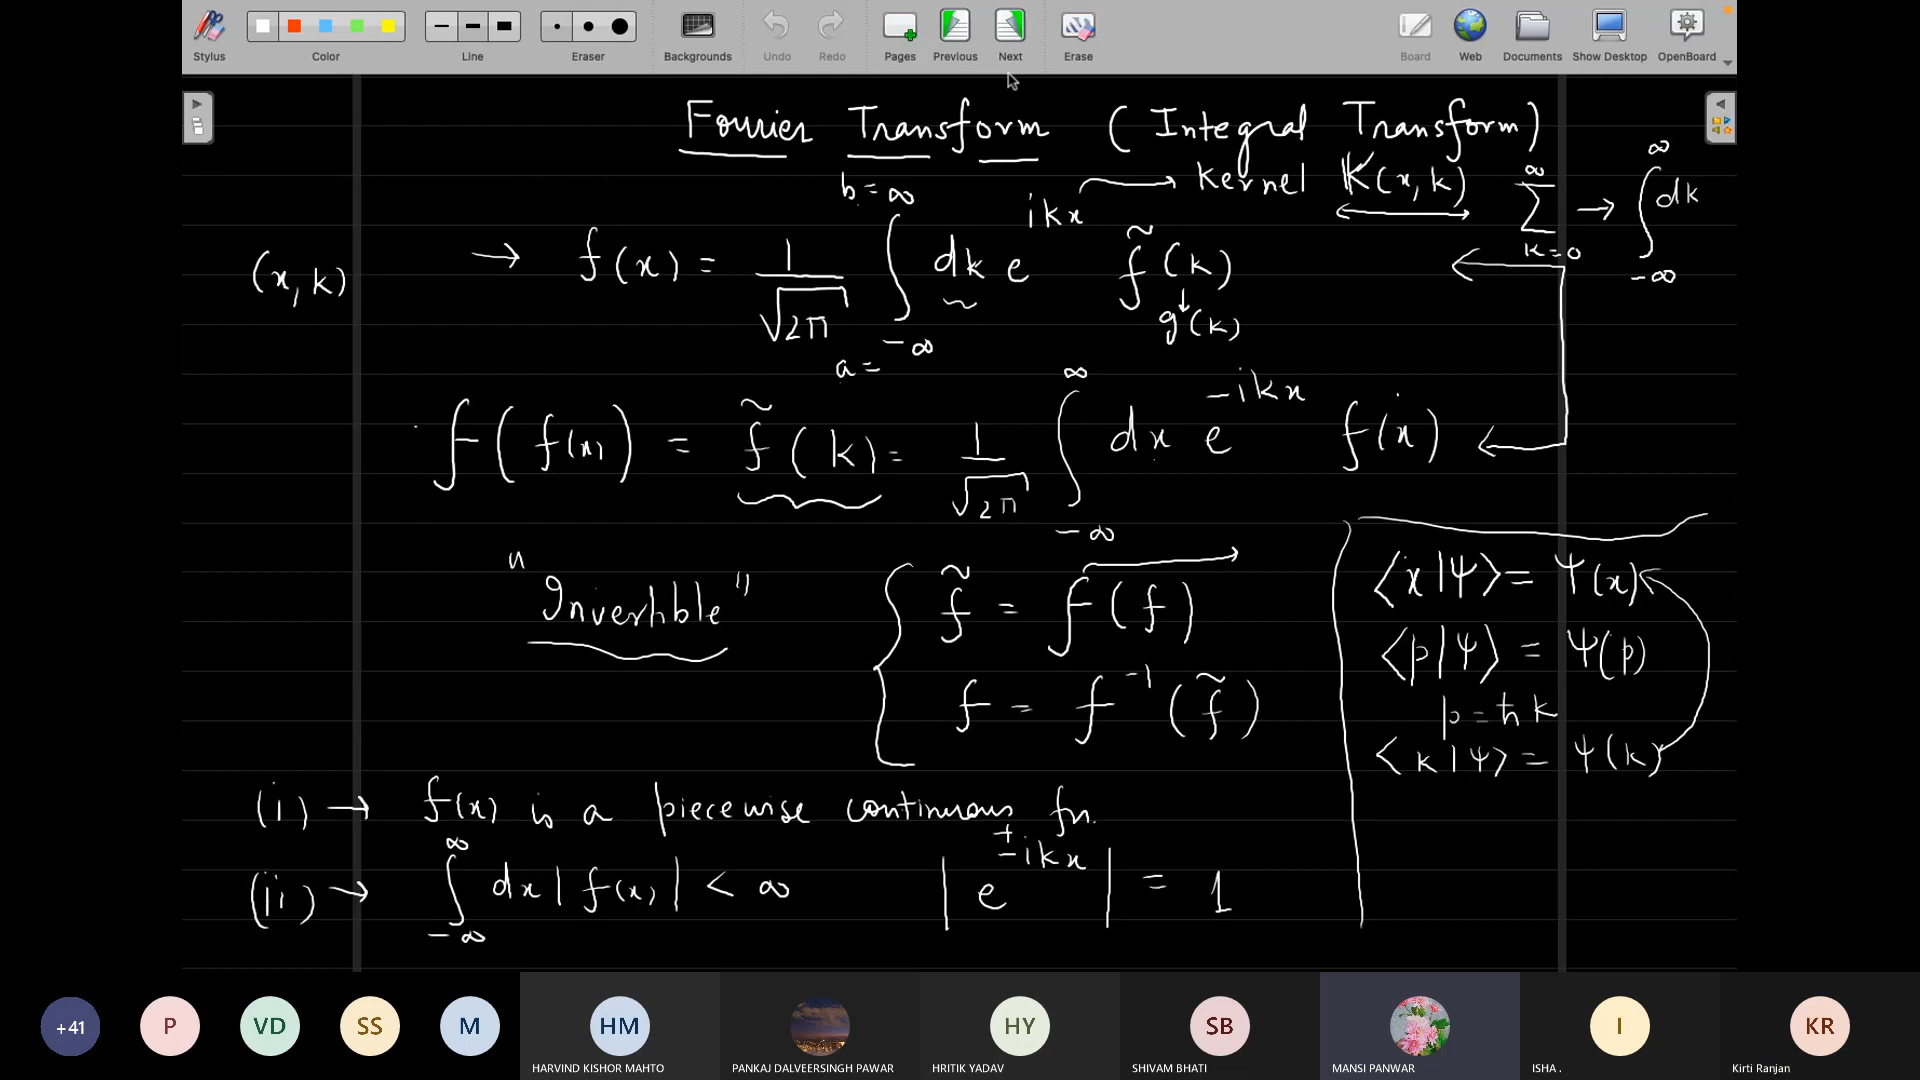 Stylus Color Line Eraser Backgrounds Undo Redo Pages Previous Next Erase Board Web Documents Show Desktop OpenBoard
Fourier Transform (Integral Transform)
b = ∞ ikx → kernel K(x, k) ∑ k=0 ∞ → ∫ -∞ ∞ dk
(x, k) → f(x) = 1/√2π ∫ a = -∞ b = ∞ dk e^{ikx} f̃(k)
g(k)
F(f(x)) = f̃(k) = 1/√2π ∫ -∞ ∞ dx e^{-ikx} f(x)
"Invertible"
f̃ = F(f)
f = F^{-1}(f̃)
⟨x|Ψ⟩ = Ψ(x)
⟨p|Ψ⟩ = Ψ(p)
p = ħk
⟨k|Ψ⟩ = Ψ(k)
(i) → f(x) is a piecewise continuous fn.
(ii) → ∫ -∞ ∞ dx |f(x)| < ∞ |e^{±ikx}| = 1
+41 P VD SS M HM HY SB I KR
HARVIND KISHOR MAHTO PANKAJ DALVEERSINGH PAWAR HRITIK YADAV SHIVAM BHATI MANSI PANWAR ISHA . Kirti Ranjan